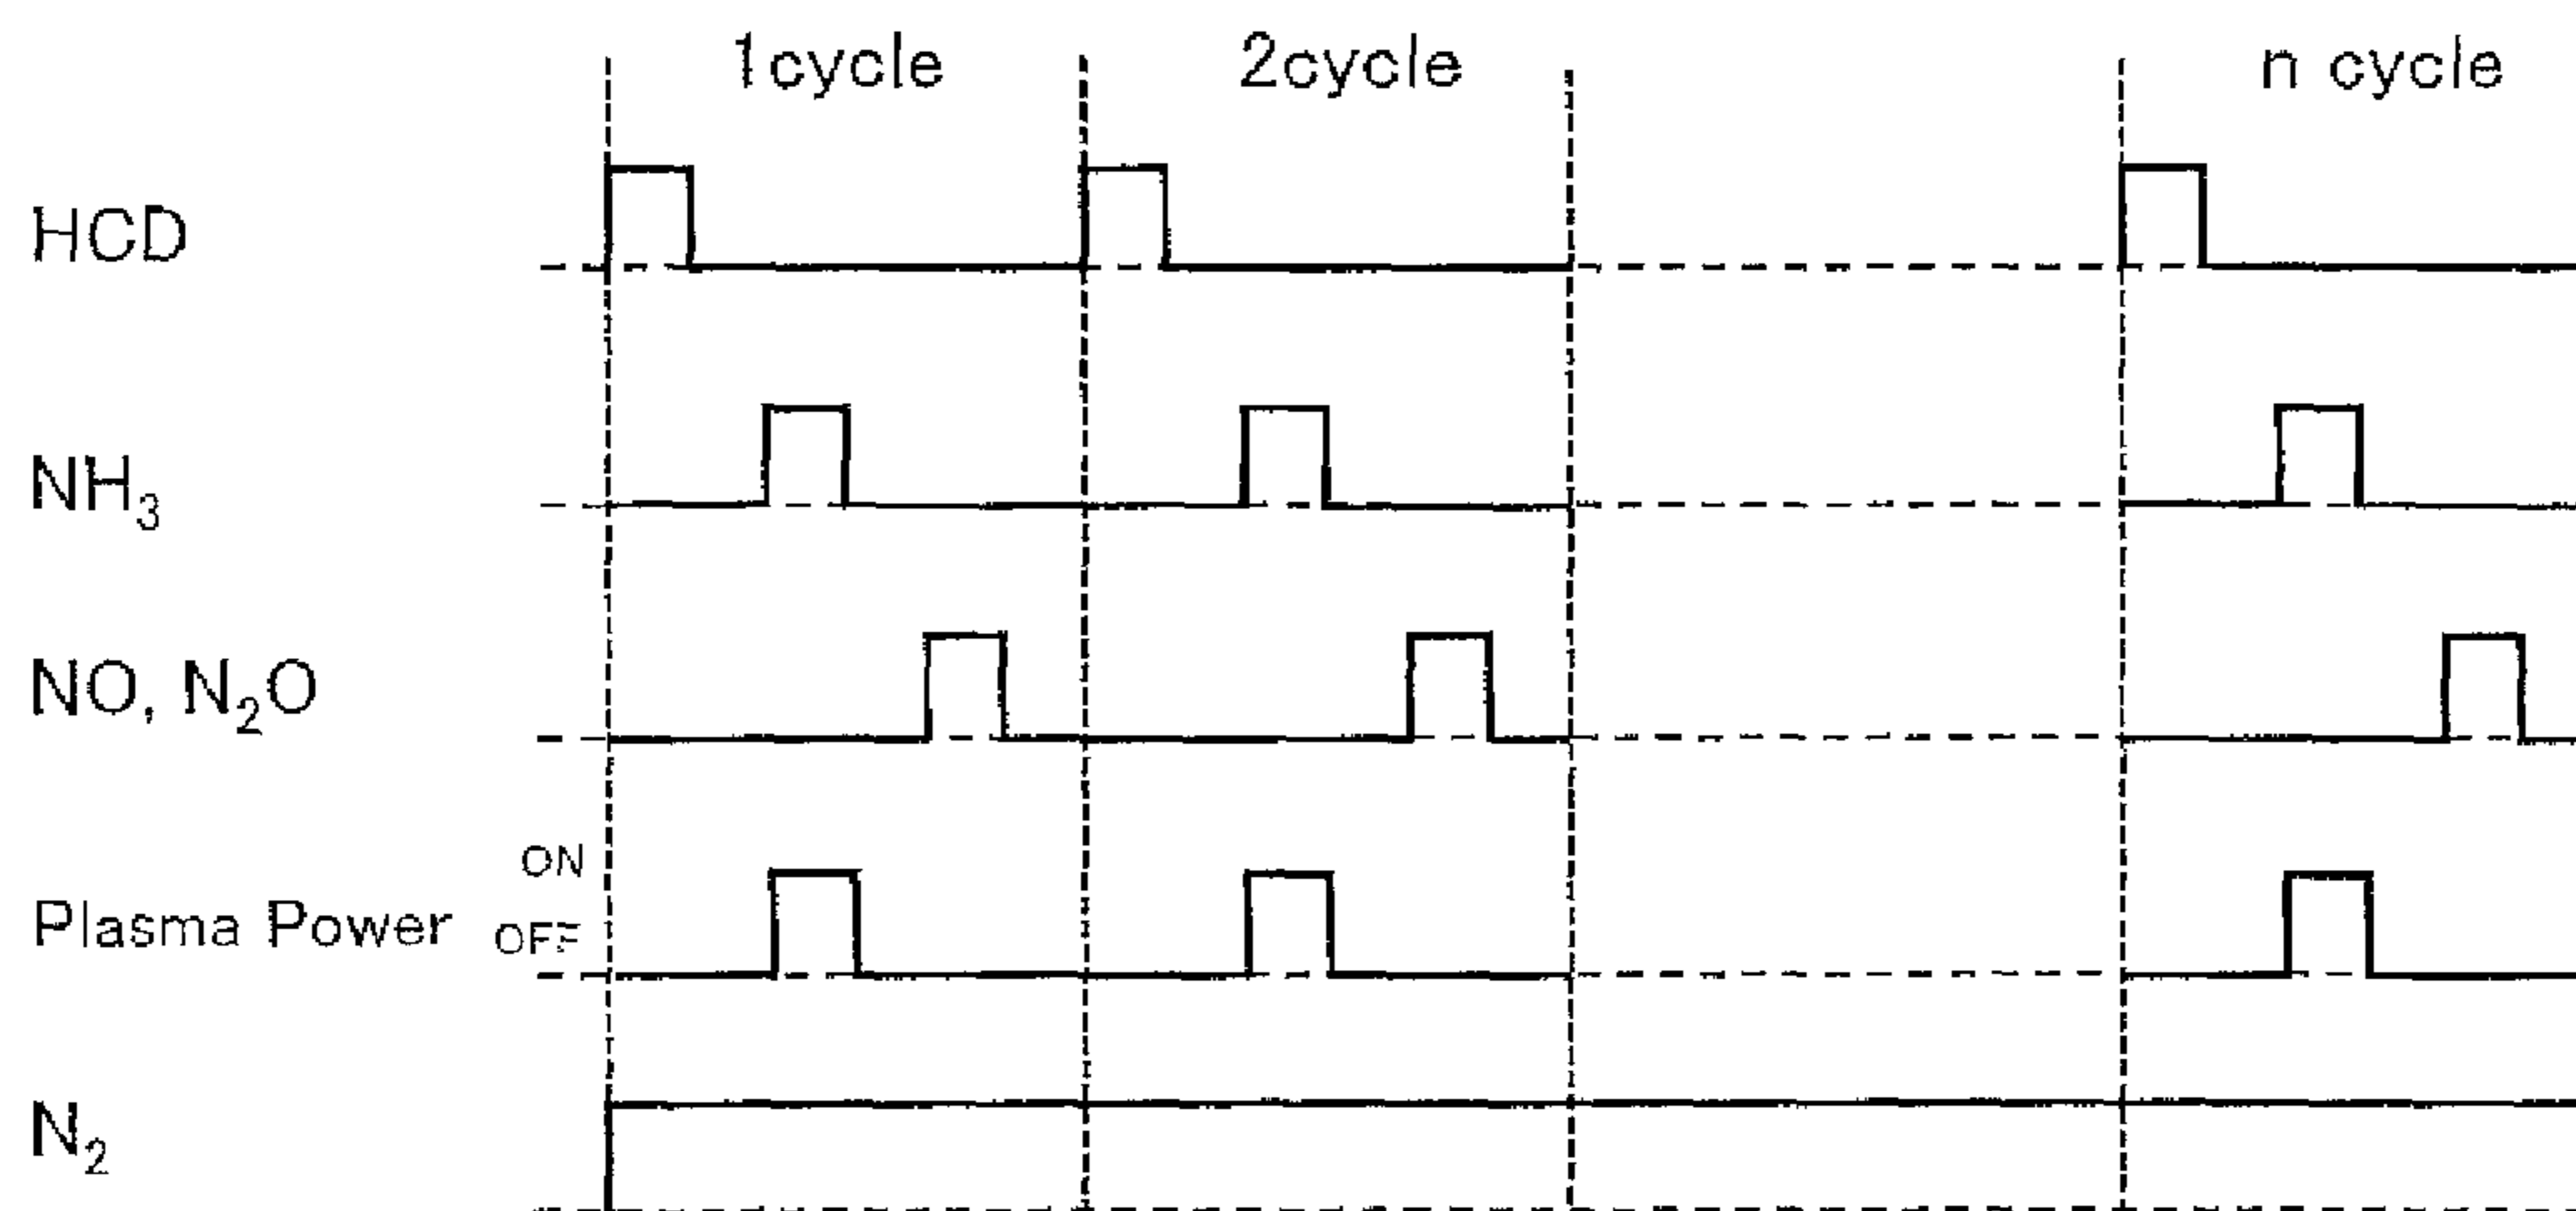 1cycle 2cycle n cycle
HCD
NH₃
NO, N₂O
ON
Plasma Power OFF
N₂